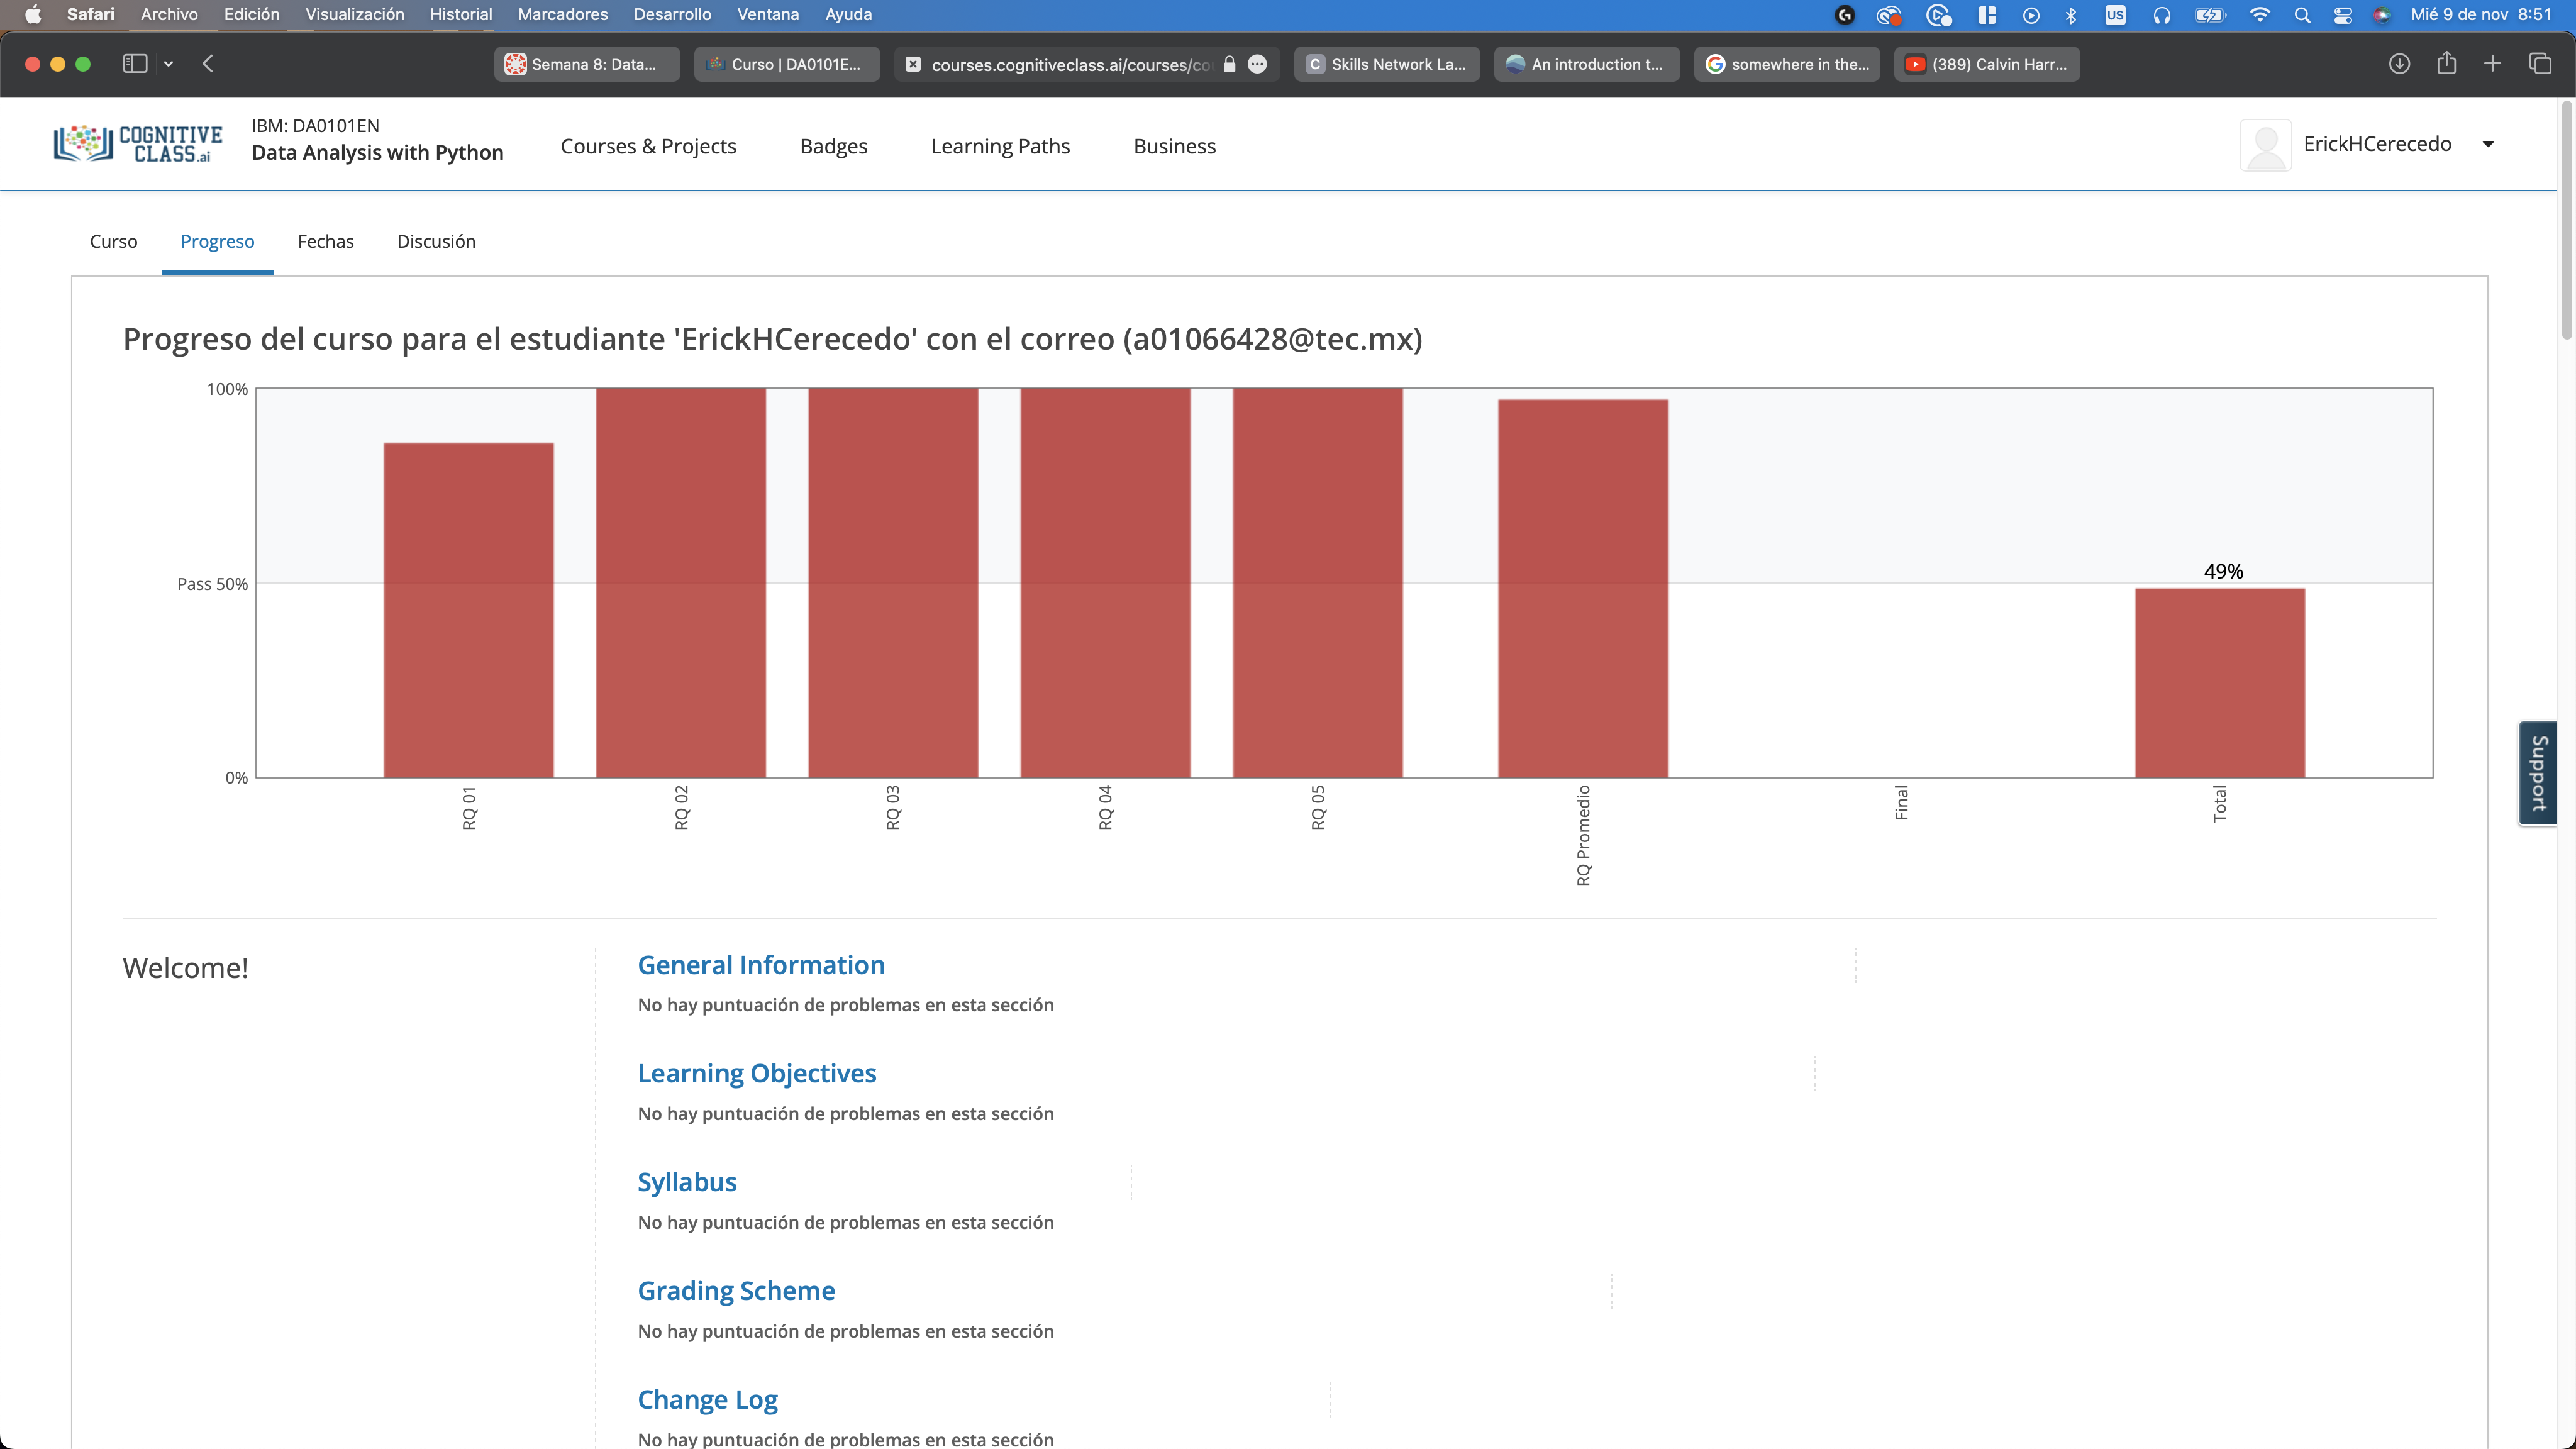 Safari Archivo Edición Visualización Historial Marcadores Desarrollo Ventana Ayuda US Mié 9 de nov 8:51
Semana 8: Data... Curso | DA0101E... courses.cognitiveclass.ai/courses/co C Skills Network La... An introduction t... somewhere in the... (389) Calvin Harr...
COGNITIVE
CLASS.ai
IBM: DA0101EN
Data Analysis with Python
Courses & Projects Badges Learning Paths Business
ErickHCerecedo
Curso Progreso Fechas Discusión
Progreso del curso para el estudiante 'ErickHCerecedo' con el correo (a01066428@tec.mx)
100%
Pass 50%
0%
49%
RQ 01
RQ 02
RQ 03
RQ 04
RQ 05
RQ Promedio
Final
Total
Support
Welcome!
General Information
No hay puntuación de problemas en esta sección
Learning Objectives
No hay puntuación de problemas en esta sección
Syllabus
No hay puntuación de problemas en esta sección
Grading Scheme
No hay puntuación de problemas en esta sección
Change Log
No hay puntuación de problemas en esta sección